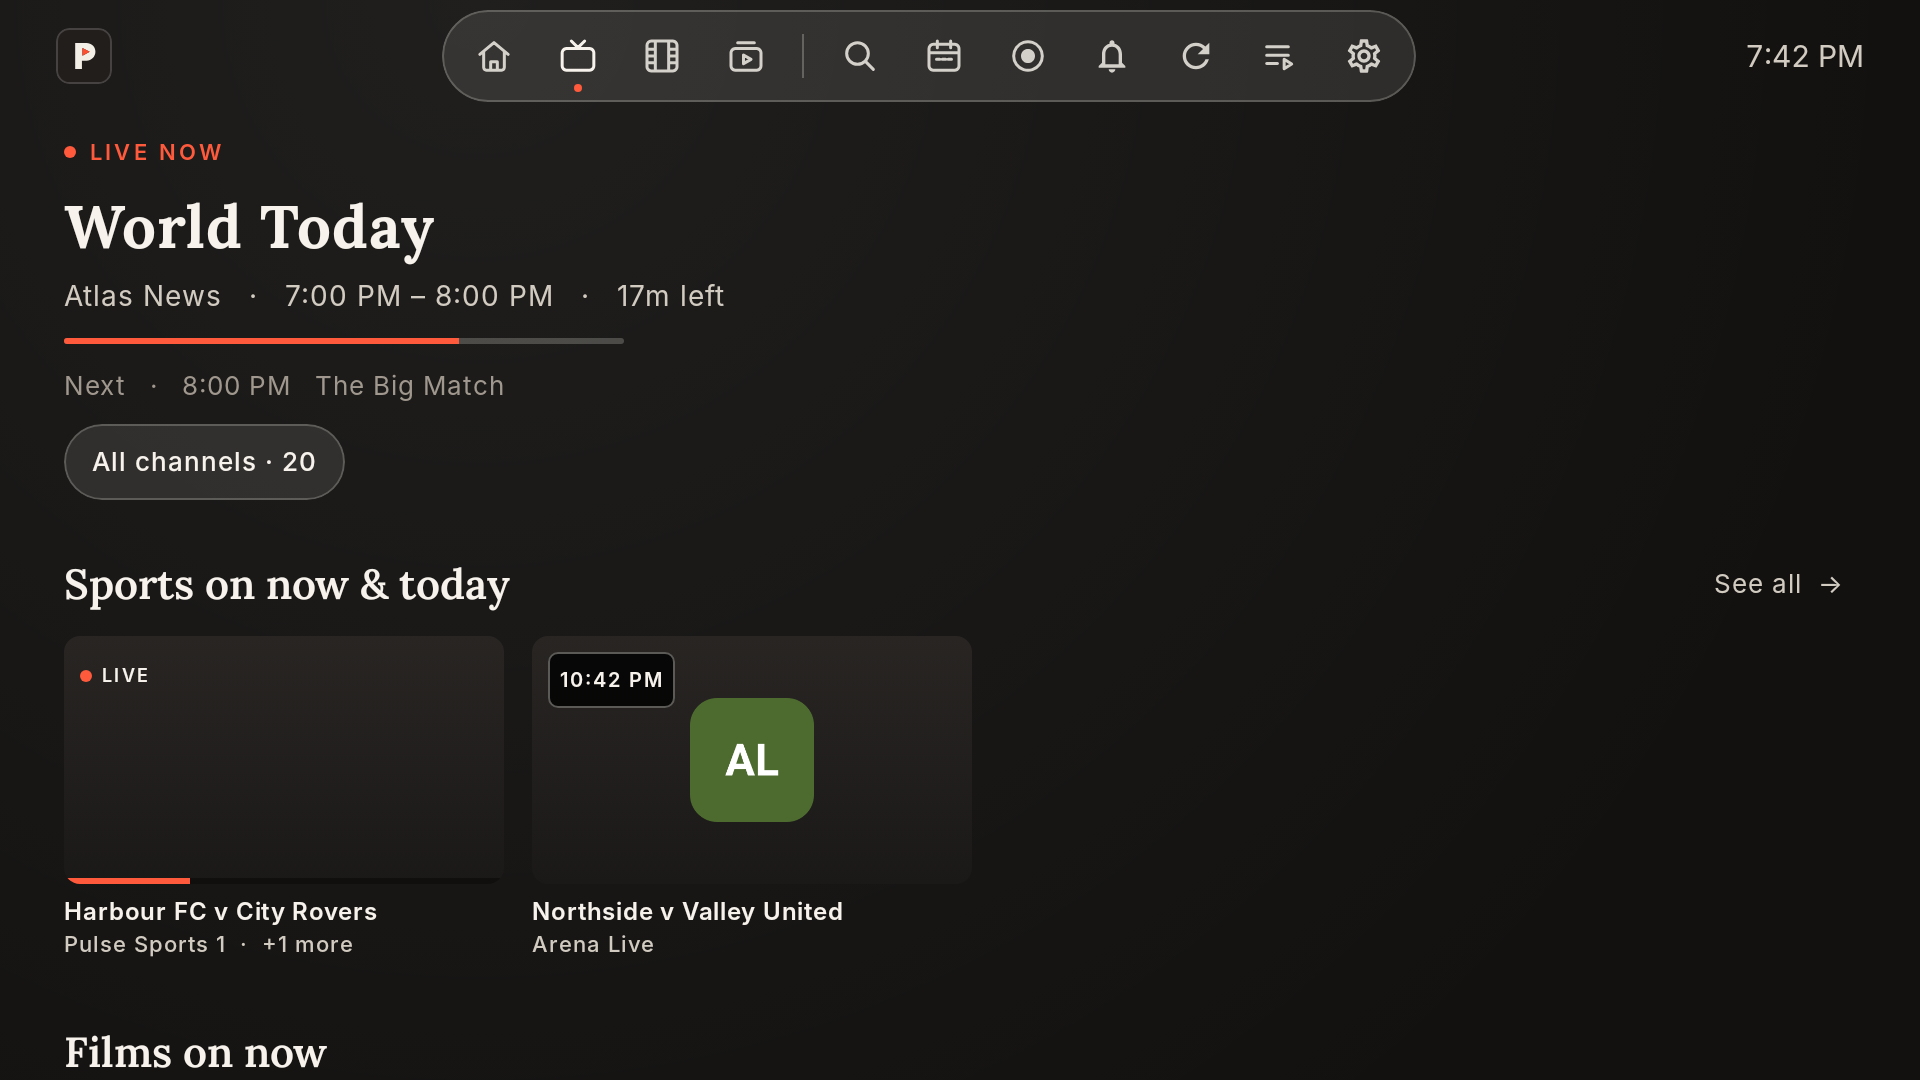 P
7:42 PM
LIVE NOW
World Today
Atlas News · 7:00 PM – 8:00 PM · 17m left
Next · 8:00 PM The Big Match
All channels · 20
Sports on now & today
See all →
LIVE
10:42 PM
AL
Harbour FC v City Rovers
Pulse Sports 1 · +1 more
Northside v Valley United
Arena Live
Films on now